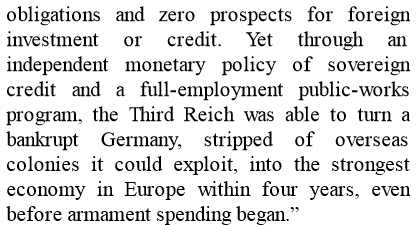 obligations and zero prospects for foreign
investment or credit. Yet through an
independent monetary policy of sovereign
credit and a full-employment public-works
program, the Third Reich was able to turn a
bankrupt Germany, stripped of overseas
colonies it could exploit, into the strongest
economy in Europe within four years, even
before armament spending began.”